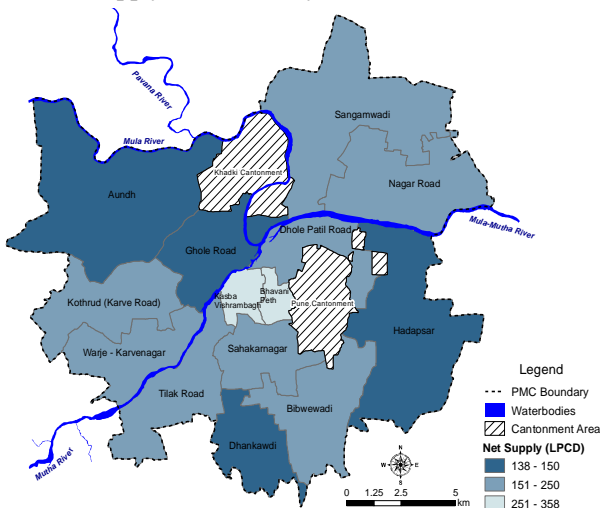 Pavana River
Mula River
Sangamwadi
Khadki Cantonment
Nagar Road
Aundh
Mula-Mutha River
Dhole Patil Road
Ghole Road
Kasba
Vishrambagh
Bhavani
Peth
Kothrud (Karve Road)
Pune Cantonment
Hadapsar
Warje - Karvenagar
Sahakarnagar
Tilak Road
Bibwewadi
Dhankawdi
Mutha River
Legend
PMC Boundary
Waterbodies
Cantonment Area
Net Supply (LPCD)
138 - 150
151 - 250
251 - 358
N
W
E
S
0 1.25 2.5 5
km